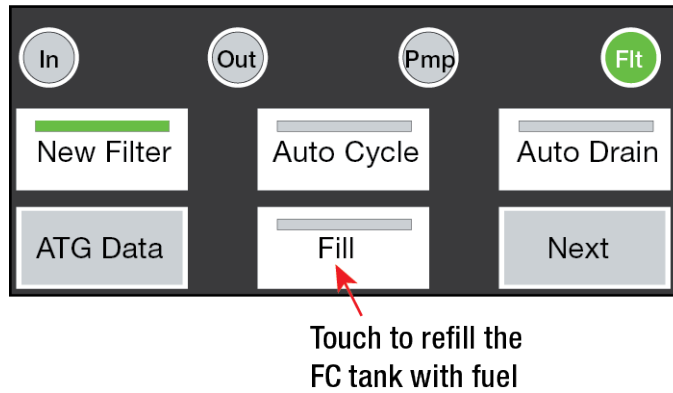 In Out Pmp Flt
New Filter Auto Cycle Auto Drain
ATG Data Fill Next
Touch to refill the
FC tank with fuel